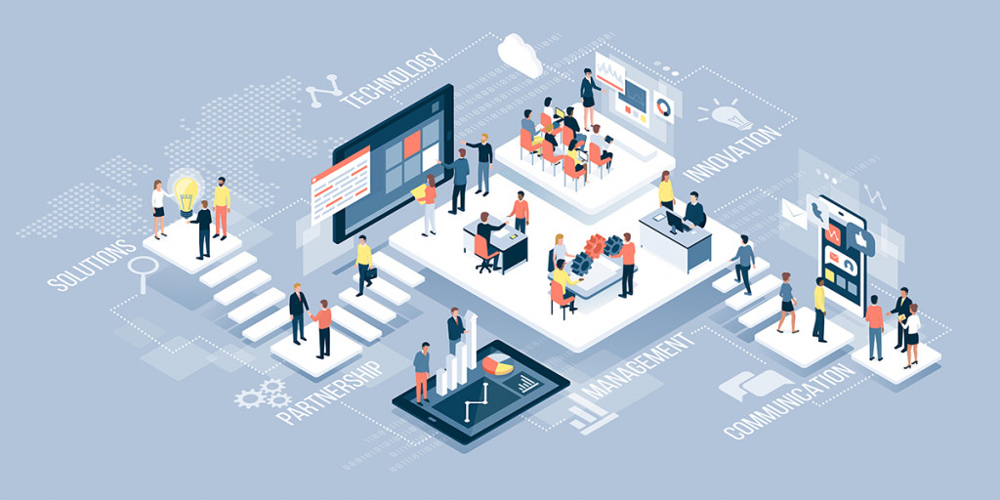 TECHNOLOGY
INNOVATION
SOLUTIONS
PARTNERSHIP
MANAGEMENT
COMMUNICATION